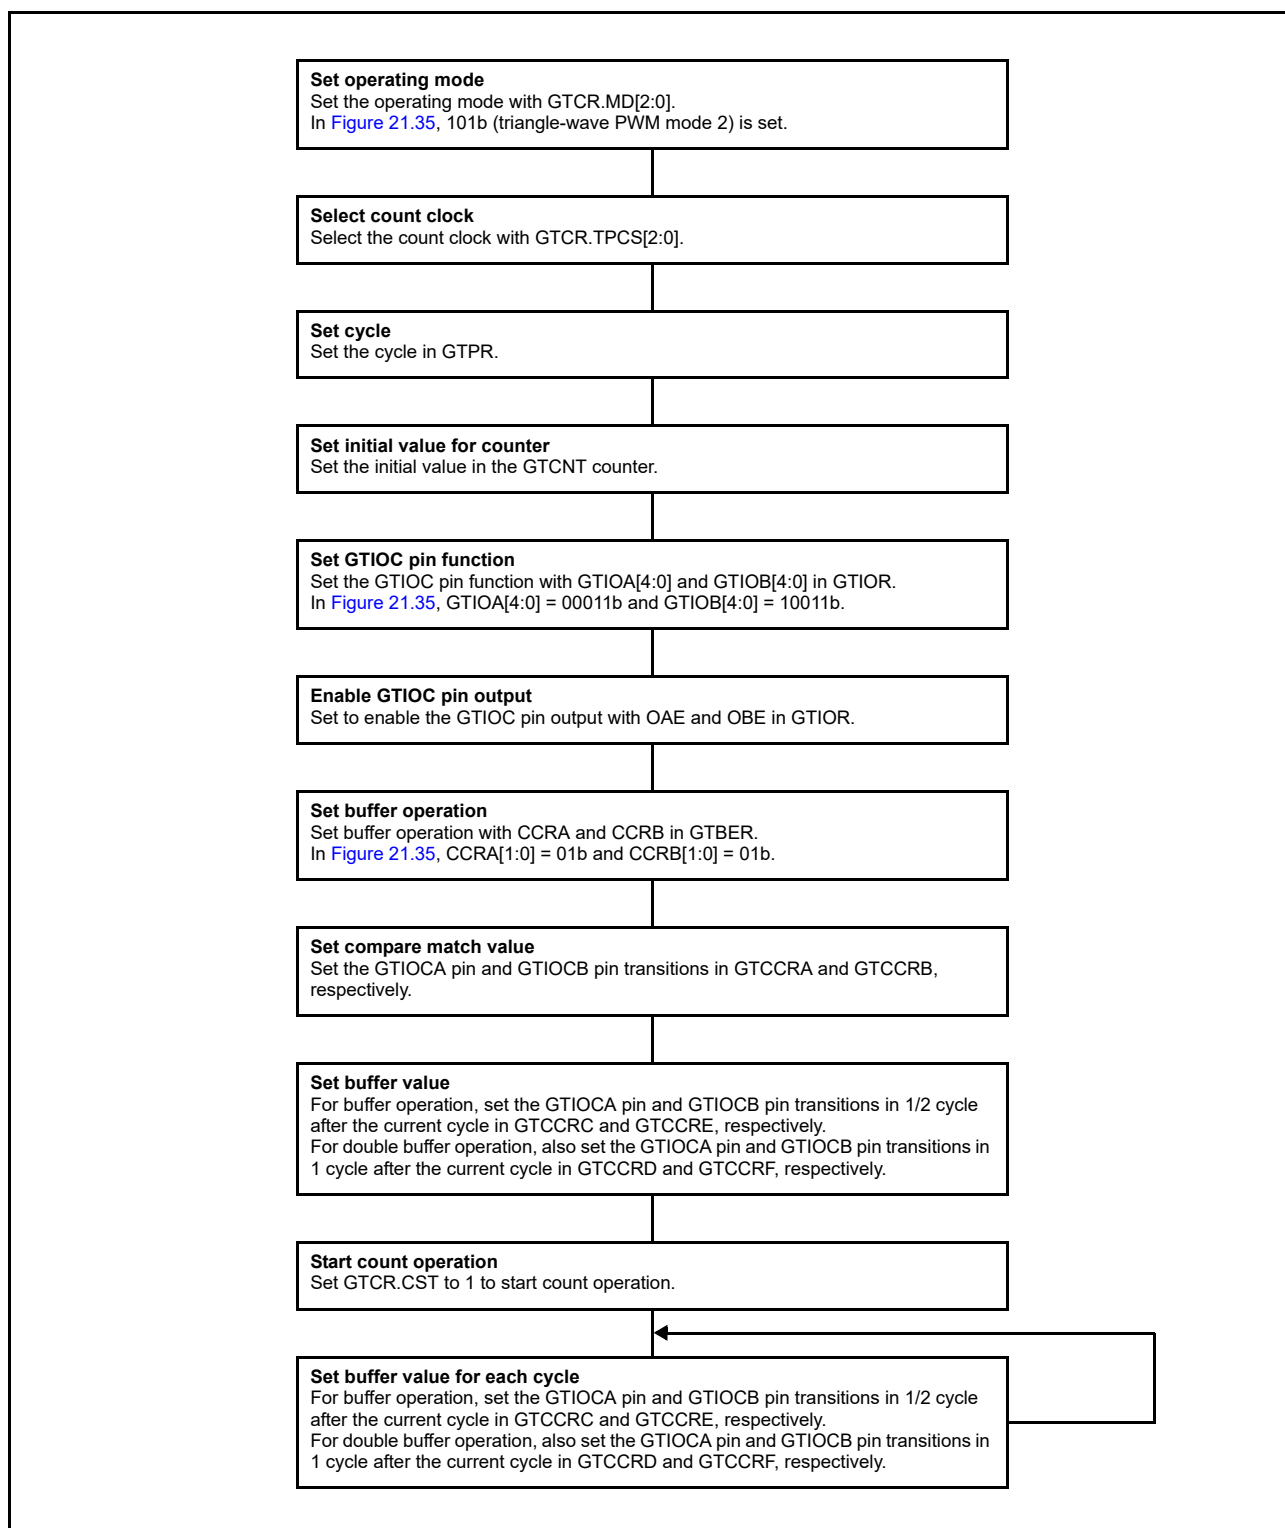 Set operating mode
Set the operating mode with GTCR.MD[2:0].
In Figure 21.35, 101b (triangle-wave PWM mode 2) is set.
Select count clock
Select the count clock with GTCR.TPCS[2:0].
Set cycle
Set the cycle in GTPR.
Set initial value for counter
Set the initial value in the GTCNT counter.
Set GTIOC pin function
Set the GTIOC pin function with GTIOA[4:0] and GTIOB[4:0] in GTIOR.
In Figure 21.35, GTIOA[4:0] = 00011b and GTIOB[4:0] = 10011b.
Enable GTIOC pin output
Set to enable the GTIOC pin output with OAE and OBE in GTIOR.
Set buffer operation
Set buffer operation with CCRA and CCRB in GTBER.
In Figure 21.35, CCRA[1:0] = 01b and CCRB[1:0] = 01b.
Set compare match value
Set the GTIOCA pin and GTIOCB pin transitions in GTCCRA and GTCCRB,
respectively.
Set buffer value
For buffer operation, set the GTIOCA pin and GTIOCB pin transitions in 1/2 cycle
after the current cycle in GTCCRC and GTCCRE, respectively.
For double buffer operation, also set the GTIOCA pin and GTIOCB pin transitions in
1 cycle after the current cycle in GTCCRD and GTCCRF, respectively.
Start count operation
Set GTCR.CST to 1 to start count operation.
Set buffer value for each cycle
For buffer operation, set the GTIOCA pin and GTIOCB pin transitions in 1/2 cycle
after the current cycle in GTCCRC and GTCCRE, respectively.
For double buffer operation, also set the GTIOCA pin and GTIOCB pin transitions in
1 cycle after the current cycle in GTCCRD and GTCCRF, respectively.